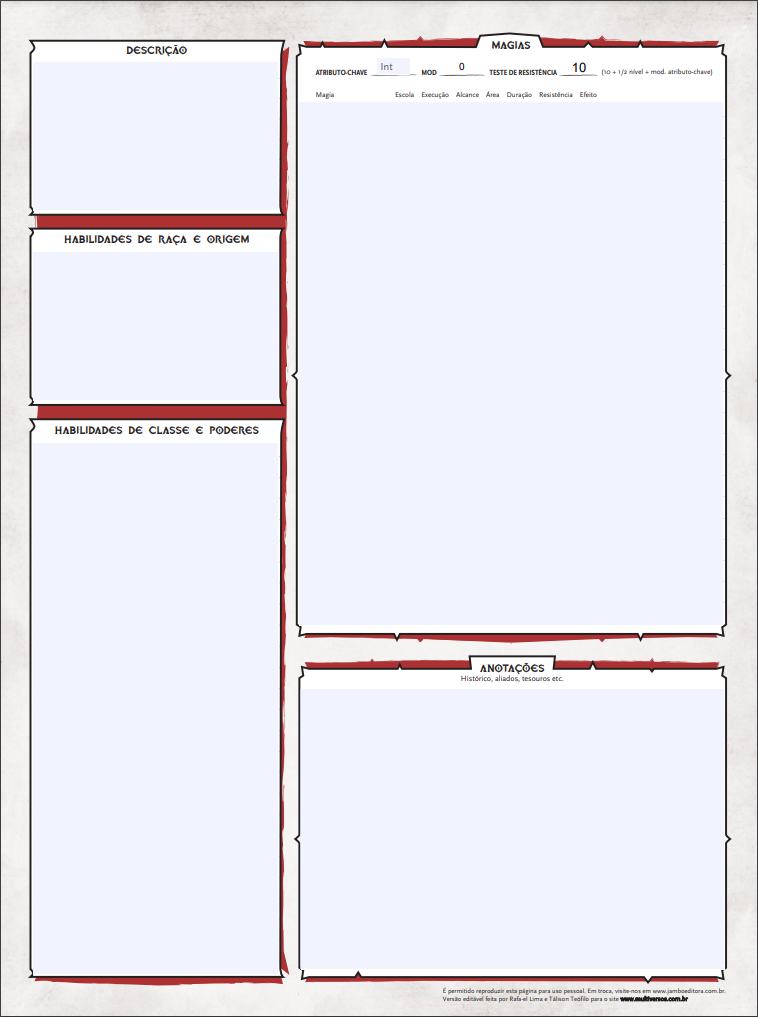 DESCRIÇÃO
HABILIDADES DE RAÇA E ORIGEM
HABILIDADES DE CLASSE E PODERES
MAGIAS
ATRIBUTO-CHAVE Int MOD 0 TESTE DE RESISTÊNCIA 10 (10 + 1/2 nível + mod. atributo-chave)
Magia Escola Execução Alcance Área Duração Resistência Efeito
ANOTAÇÕES
Histórico, aliados, tesouros etc.
É permitido reproduzir esta página para uso pessoal. Em troca, visite-nos em www.jamboeditora.com.br.
Versão editável feita por Rafa-el Lima e Tálison Teófilo para o site www.multiversos.com.br